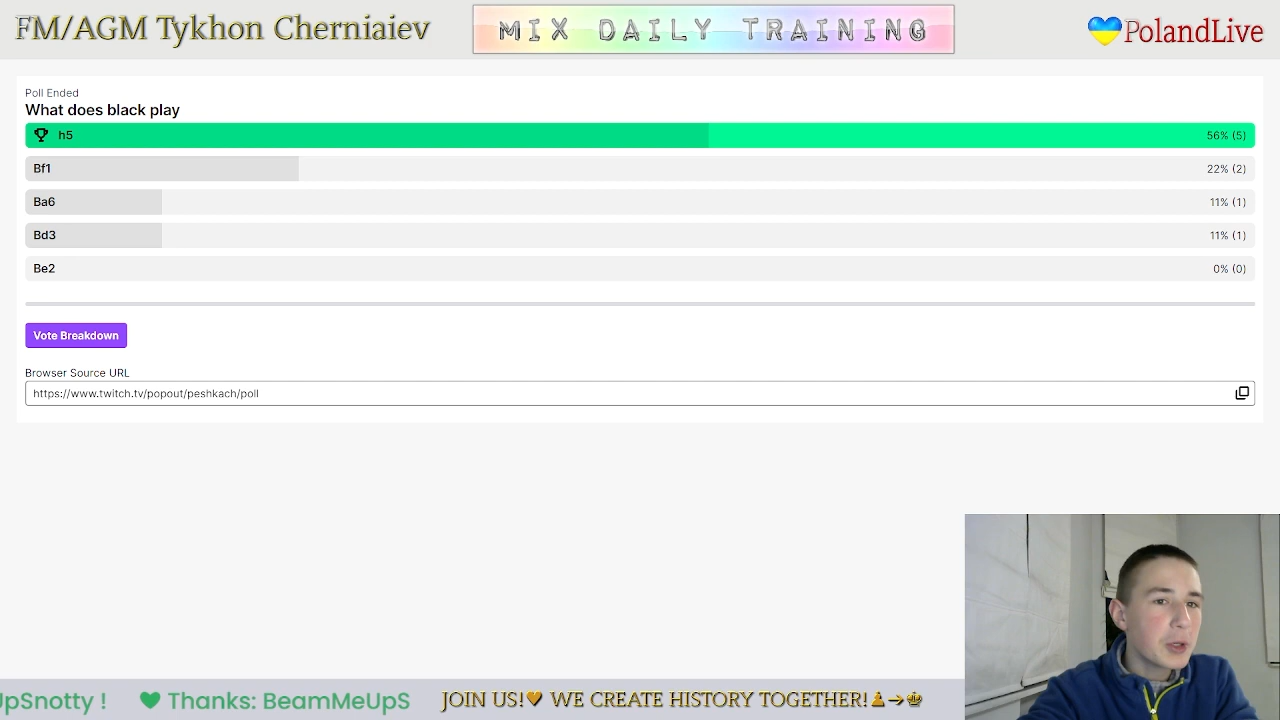 FM/AGM Tykhon Cherniaiev
MIX DAILY TRAINING
PolandLive
Poll Ended
What does black play
h5 56% (5)
Bf1 22% (2)
Ba6 11% (1)
Bd3 11% (1)
Be2 0% (0)
Vote Breakdown
Browser Source URL
https://www.twitch.tv/popout/peshkach/poll
UpSnotty ! 💚 Thanks: BeamMeUpS
JOIN US!🧡 WE CREATE HISTORY TOGETHER!♟→♚